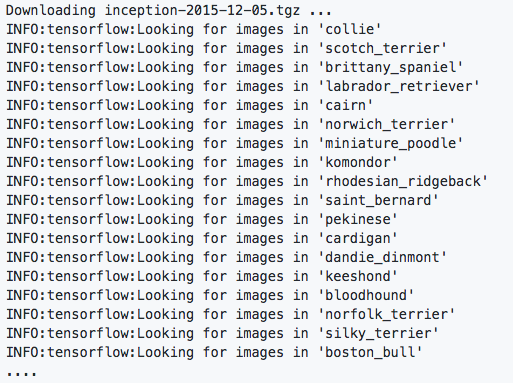 Downloading inception-2015-12-05.tgz ...
INFO:tensorflow:Looking for images in 'collie'
INFO:tensorflow:Looking for images in 'scotch_terrier'
INFO:tensorflow:Looking for images in 'brittany_spaniel'
INFO:tensorflow:Looking for images in 'labrador_retriever'
INFO:tensorflow:Looking for images in 'cairn'
INFO:tensorflow:Looking for images in 'norwich_terrier'
INFO:tensorflow:Looking for images in 'miniature_poodle'
INFO:tensorflow:Looking for images in 'komondor'
INFO:tensorflow:Looking for images in 'rhodesian_ridgeback'
INFO:tensorflow:Looking for images in 'saint_bernard'
INFO:tensorflow:Looking for images in 'pekinese'
INFO:tensorflow:Looking for images in 'cardigan'
INFO:tensorflow:Looking for images in 'dandie_dinmont'
INFO:tensorflow:Looking for images in 'keeshond'
INFO:tensorflow:Looking for images in 'bloodhound'
INFO:tensorflow:Looking for images in 'norfolk_terrier'
INFO:tensorflow:Looking for images in 'silky_terrier'
INFO:tensorflow:Looking for images in 'boston_bull'
....